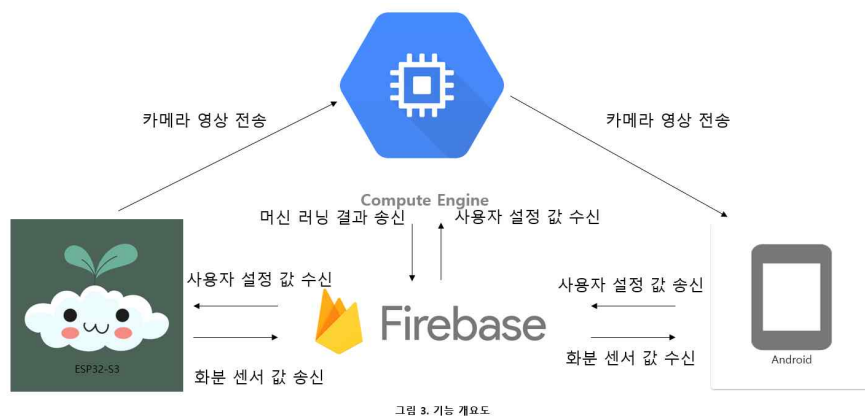 카메라 영상 전송
카메라 영상 전송
Compute Engine
머신 러닝 결과 송신
사용자 설정 값 수신
사용자 설정 값 수신
사용자 설정 값 송신
Firebase
ESP32-S3
화분 센서 값 송신
화분 센서 값 수신
Android
그림 3. 기능 개요도